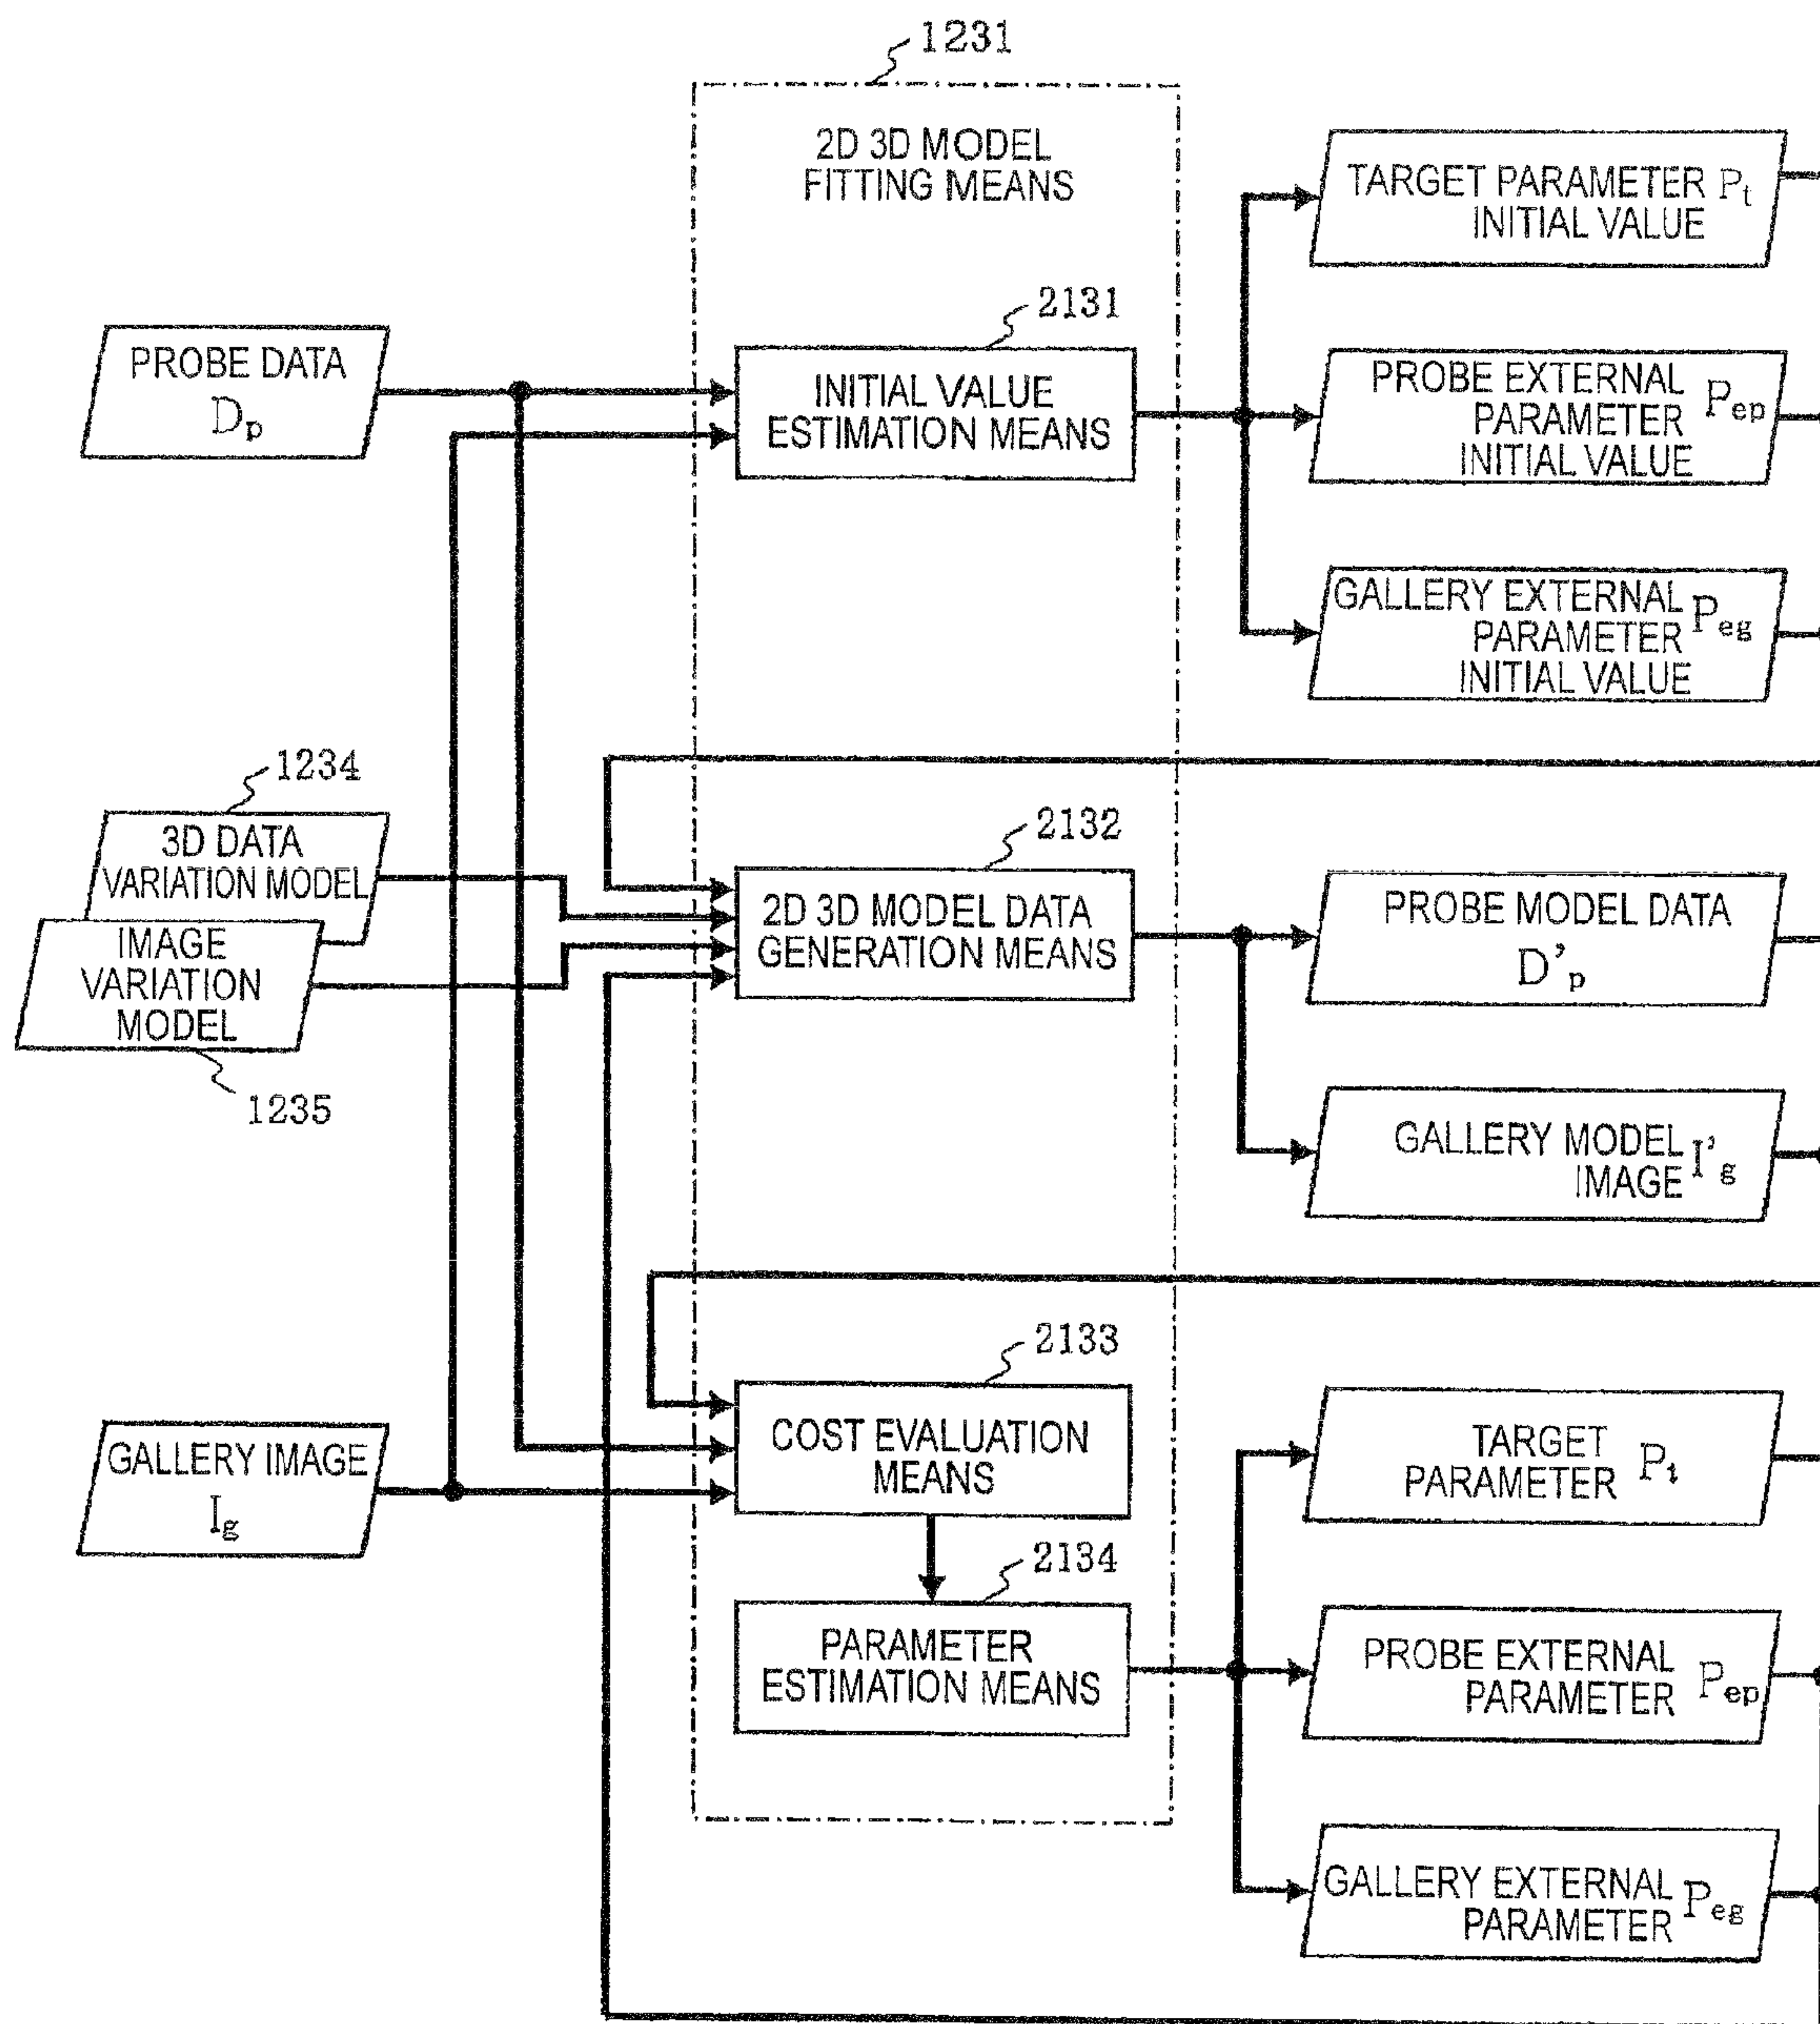 1231
2D 3D MODEL
FITTING MEANS
TARGET PARAMETER Pt
INITIAL VALUE
2131
PROBE DATA
Dp
INITIAL VALUE
ESTIMATION MEANS
PROBE EXTERNAL
PARAMETER Pep
INITIAL VALUE
GALLERY EXTERNAL
PARAMETER Peg
INITIAL VALUE
1234
3D DATA
VARIATION MODEL
IMAGE
VARIATION
MODEL
1235
2132
2D 3D MODEL DATA
GENERATION MEANS
PROBE MODEL DATA
D'p
GALLERY MODEL I'g
IMAGE
2133
COST EVALUATION
MEANS
GALLERY IMAGE
Ig
TARGET
PARAMETER Pt
2134
PARAMETER
ESTIMATION MEANS
PROBE EXTERNAL
PARAMETER Pep
GALLERY EXTERNAL
PARAMETER Peg